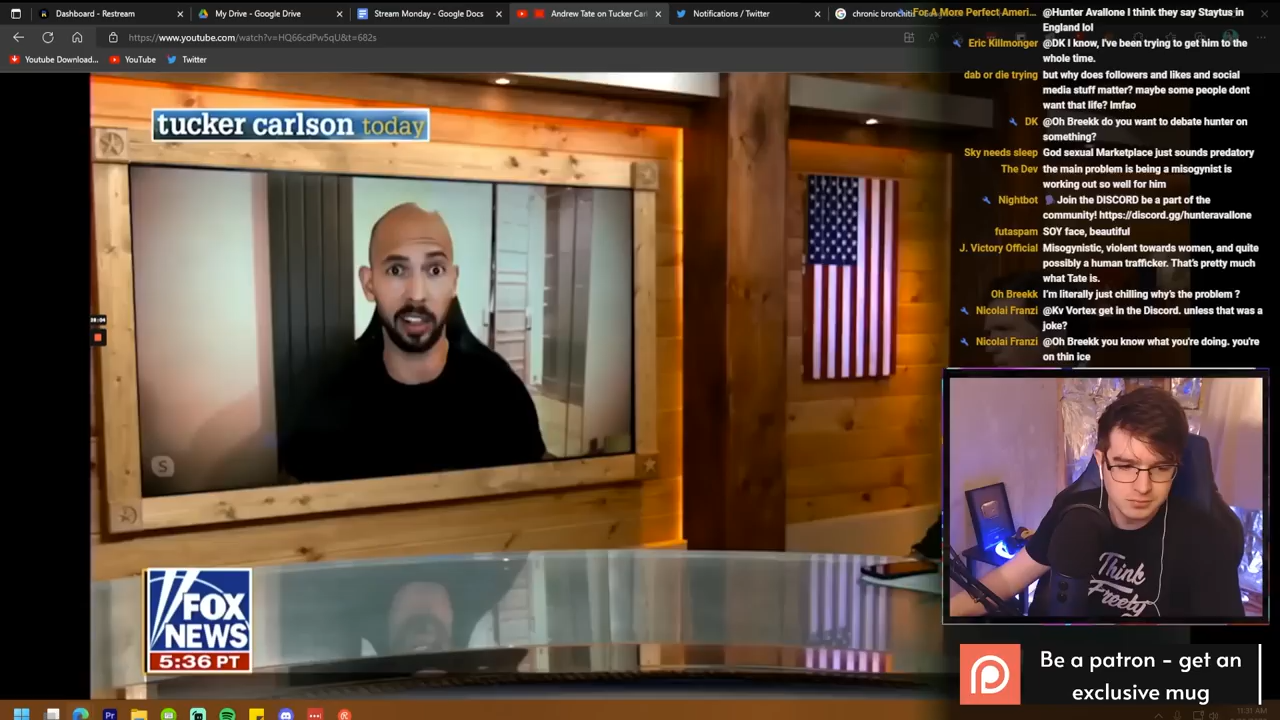 Dashboard - Restream
My Drive - Google Drive
Stream Monday - Google Docs
Andrew Tate on Tucker Carl
Notifications / Twitter
chronic bronchiti
https://www.youtube.com/watch?v=HQ66cdPw5qU&t=682s
Youtube Download...
YouTube
Twitter
tucker carlson today
FOX
NEWS
5:36 PT
For A More Perfect Ameri... @Hunter Avallone I think they say Staytus in
England lol
Eric Killmonger @DK I know, I've been trying to get him to the
whole time.
dab or die trying but why does followers and likes and social
media stuff matter? maybe some people dont
want that life? lmfao
DK @Oh Breekk do you want to debate hunter on
something?
Sky needs sleep God sexual Marketplace just sounds predatory
The Dev the main problem is being a misogynist is
working out so well for him
Nightbot Join the DISCORD be a part of the
community! https://discord.gg/hunteravallone
futaspam SOY face, beautiful
J. Victory Official Misogynistic, violent towards women, and quite
possibly a human trafficker. That's pretty much
what Tate is.
Oh Breekk I'm literally just chilling why's the problem ?
Nicolai Franzi @Kv Vortex get in the Discord. unless that was a
joke?
Nicolai Franzi @Oh Breekk you know what you're doing. you're
on thin ice
Think
Freely
Be a patron - get an
exclusive mug
11:31 AM